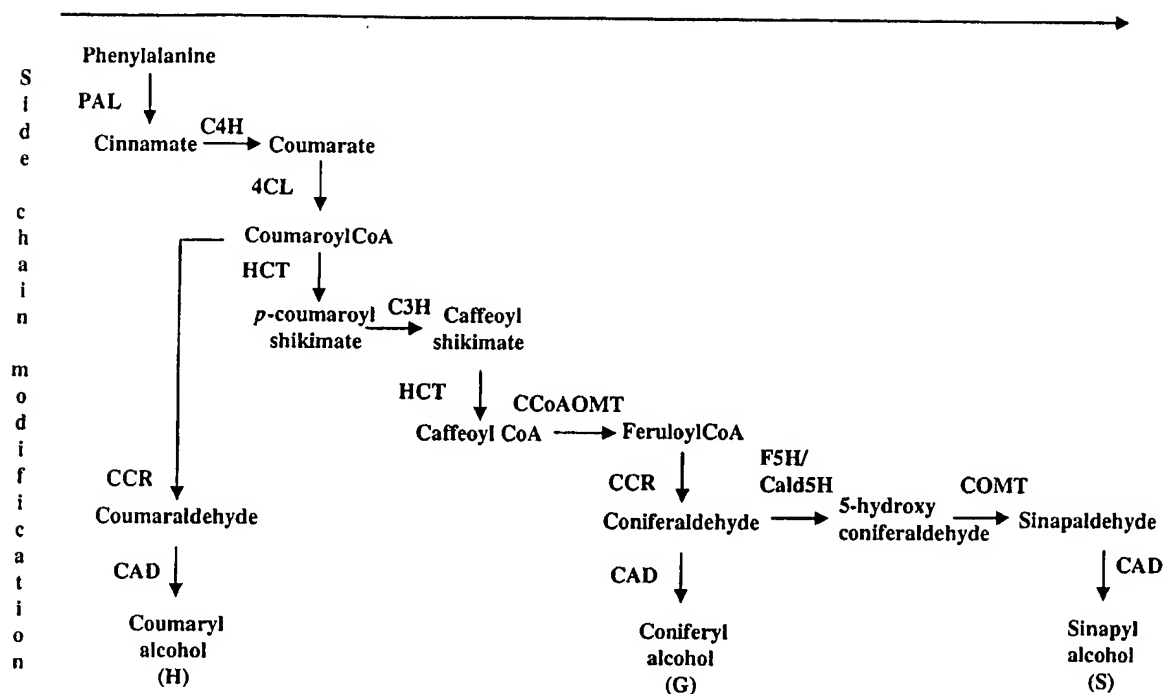 Side chain modification
Phenylalanine
PAL
Cinnamate
C4H
Coumarate
4CL
CoumaroylCoA
HCT
p-coumaroyl
shikimate
C3H
Caffeoyl
shikimate
HCT
Caffeoyl CoA
CCoAOMT
FeruloylCoA
CCR
Coumaraldehyde
CCR
Coniferaldehyde
F5H/
Cald5H
5-hydroxy
coniferaldehyde
COMT
Sinapaldehyde
CAD
CAD
CAD
Coumaryl
alcohol
(H)
Coniferyl
alcohol
(G)
Sinapyl
alcohol
(S)